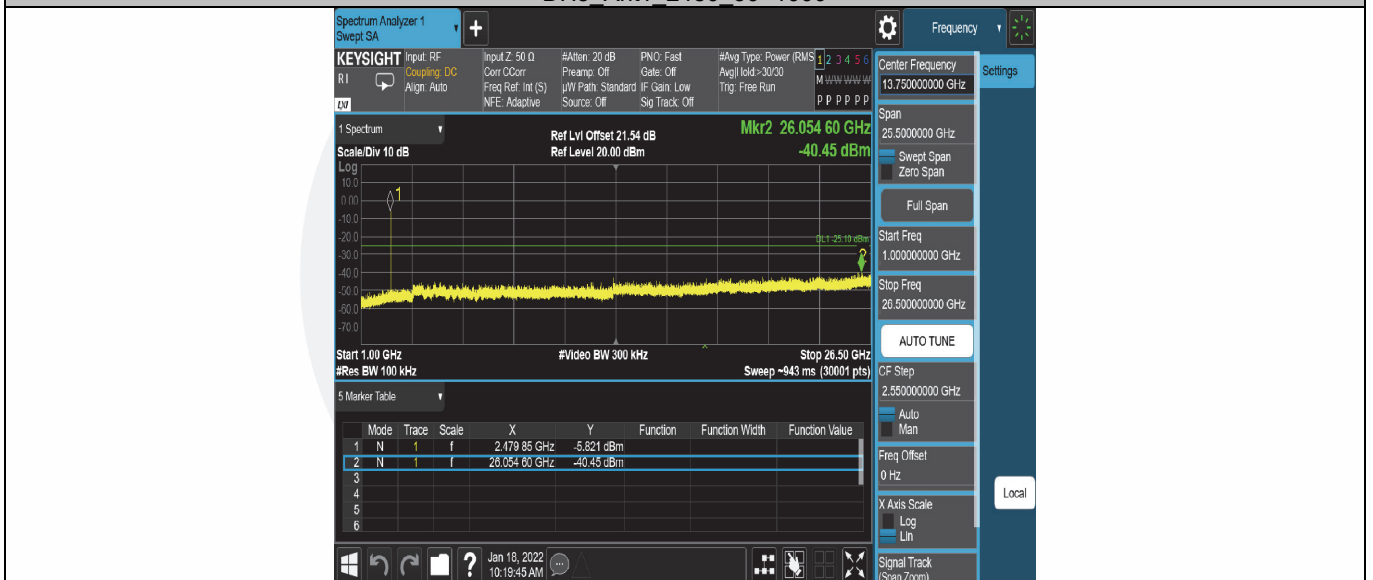 Spectrum Analyzer 1
Swept SA
Frequency
KEYSIGHT
R I
LXI
Input: RF
Coupling: DC
Align: Auto
Input Z: 50 Ω
Corr CCorr
Freq Ref: Int (S)
NFE: Adaptive
#Atten: 20 dB
Preamp: Off
µW Path: Standard
Source: Off
PNO: Fast
Gate: Off
IF Gain: Low
Sig Track: Off
#Avg Type: Power (RMS
Avg|Hold:>30/30
Trig: Free Run
1 2 3 4 5 6
M W W W W W
P P P P P P
1 Spectrum
Scale/Div 10 dB
Ref Lvl Offset 21.54 dB
Ref Level 20.00 dBm
Mkr2 26.054 60 GHz
-40.45 dBm
Log
10.0
0.00
-10.0
-20.0
-30.0
-40.0
-50.0
-60.0
-70.0
1
DL1 -25.10 dBm
2
Start 1.00 GHz
#Res BW 100 kHz
#Video BW 300 kHz
Stop 26.50 GHz
Sweep ~943 ms (30001 pts)
5 Marker Table
Mode Trace Scale X Y Function Function Width Function Value
1 N 1 f 2.479 85 GHz -5.821 dBm
2 N 1 f 26.054 60 GHz -40.45 dBm
3
4
5
6
Jan 18, 2022
10:19:45 AM
Center Frequency
13.750000000 GHz
Settings
Span
25.5000000 GHz
Swept Span
Zero Span
Full Span
Start Freq
1.000000000 GHz
Stop Freq
26.500000000 GHz
AUTO TUNE
CF Step
2.550000000 GHz
Auto
Man
Freq Offset
0 Hz
X Axis Scale
Log
Lin
Signal Track
(Span Zoom)
Local